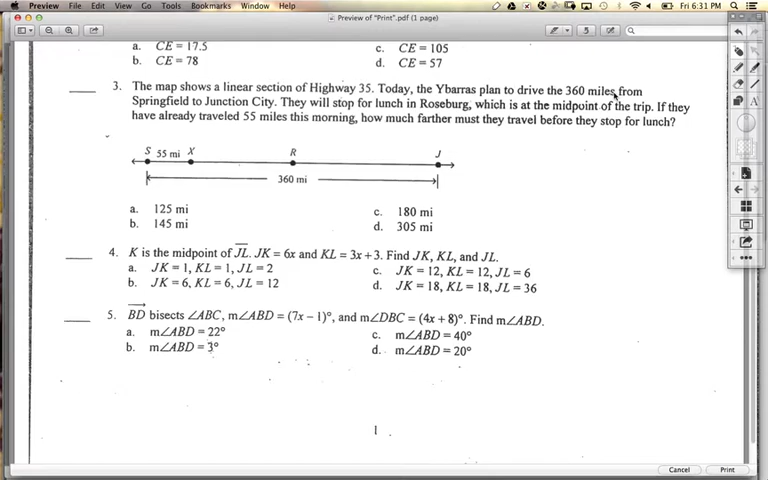 Preview File Edit View Go Tools Bookmarks Window Help Fri 6:31 PM
Preview of "Print".pdf (1 page)
a. CE = 17.5 c. CE = 105
b. CE = 78 d. CE = 57
3. The map shows a linear section of Highway 35. Today, the Ybarras plan to drive the 360 miles from
Springfield to Junction City. They will stop for lunch in Roseburg, which is at the midpoint of the trip. If they
have already traveled 55 miles this morning, how much farther must they travel before they stop for lunch?
S 55 mi X R J
360 mi
a. 125 mi c. 180 mi
b. 145 mi d. 305 mi
4. K is the midpoint of JL. JK = 6x and KL = 3x + 3. Find JK, KL, and JL.
a. JK = 1, KL = 1, JL = 2 c. JK = 12, KL = 12, JL = 6
b. JK = 6, KL = 6, JL = 12 d. JK = 18, KL = 18, JL = 36
5. BD bisects ∠ABC, m∠ABD = (7x − 1)°, and m∠DBC = (4x + 8)°. Find m∠ABD.
a. m∠ABD = 22° c. m∠ABD = 40°
b. m∠ABD = 3° d. m∠ABD = 20°
1
Cancel Print